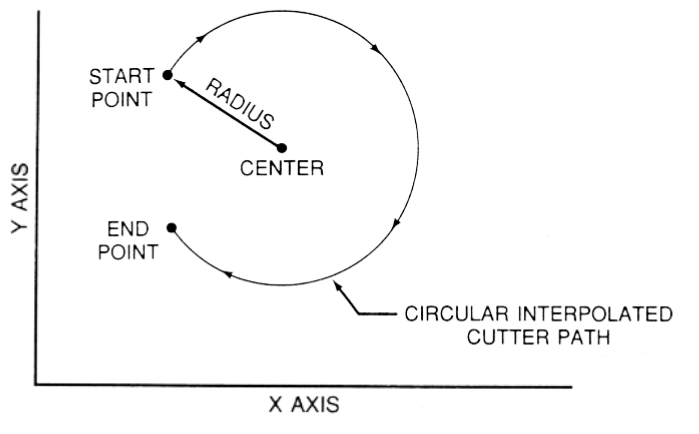 START
POINT
RADIUS
CENTER
Y AXIS
END
POINT
CIRCULAR INTERPOLATED
CUTTER PATH
X AXIS